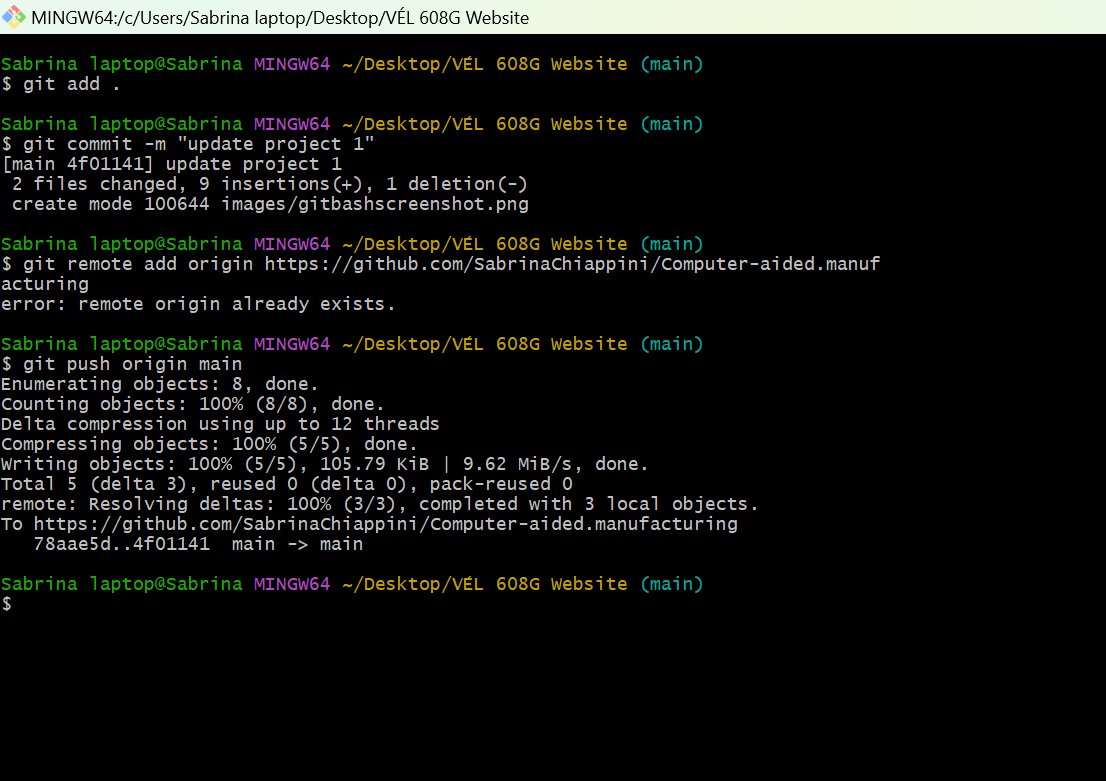 MINGW64:/c/Users/Sabrina laptop/Desktop/VÉL 608G Website
Sabrina laptop@Sabrina MINGW64 ~/Desktop/VÉL 608G Website (main)
$ git add .
Sabrina laptop@Sabrina MINGW64 ~/Desktop/VÉL 608G Website (main)
$ git commit -m "update project 1"
[main 4f01141] update project 1
 2 files changed, 9 insertions(+), 1 deletion(-)
 create mode 100644 images/gitbashscreenshot.png
Sabrina laptop@Sabrina MINGW64 ~/Desktop/VÉL 608G Website (main)
$ git remote add origin https://github.com/SabrinaChiappini/Computer-aided.manuf
acturing
error: remote origin already exists.
Sabrina laptop@Sabrina MINGW64 ~/Desktop/VÉL 608G Website (main)
$ git push origin main
Enumerating objects: 8, done.
Counting objects: 100% (8/8), done.
Delta compression using up to 12 threads
Compressing objects: 100% (5/5), done.
Writing objects: 100% (5/5), 105.79 KiB | 9.62 MiB/s, done.
Total 5 (delta 3), reused 0 (delta 0), pack-reused 0
remote: Resolving deltas: 100% (3/3), completed with 3 local objects.
To https://github.com/SabrinaChiappini/Computer-aided.manufacturing
   78aae5d..4f01141  main -> main
Sabrina laptop@Sabrina MINGW64 ~/Desktop/VÉL 608G Website (main)
$